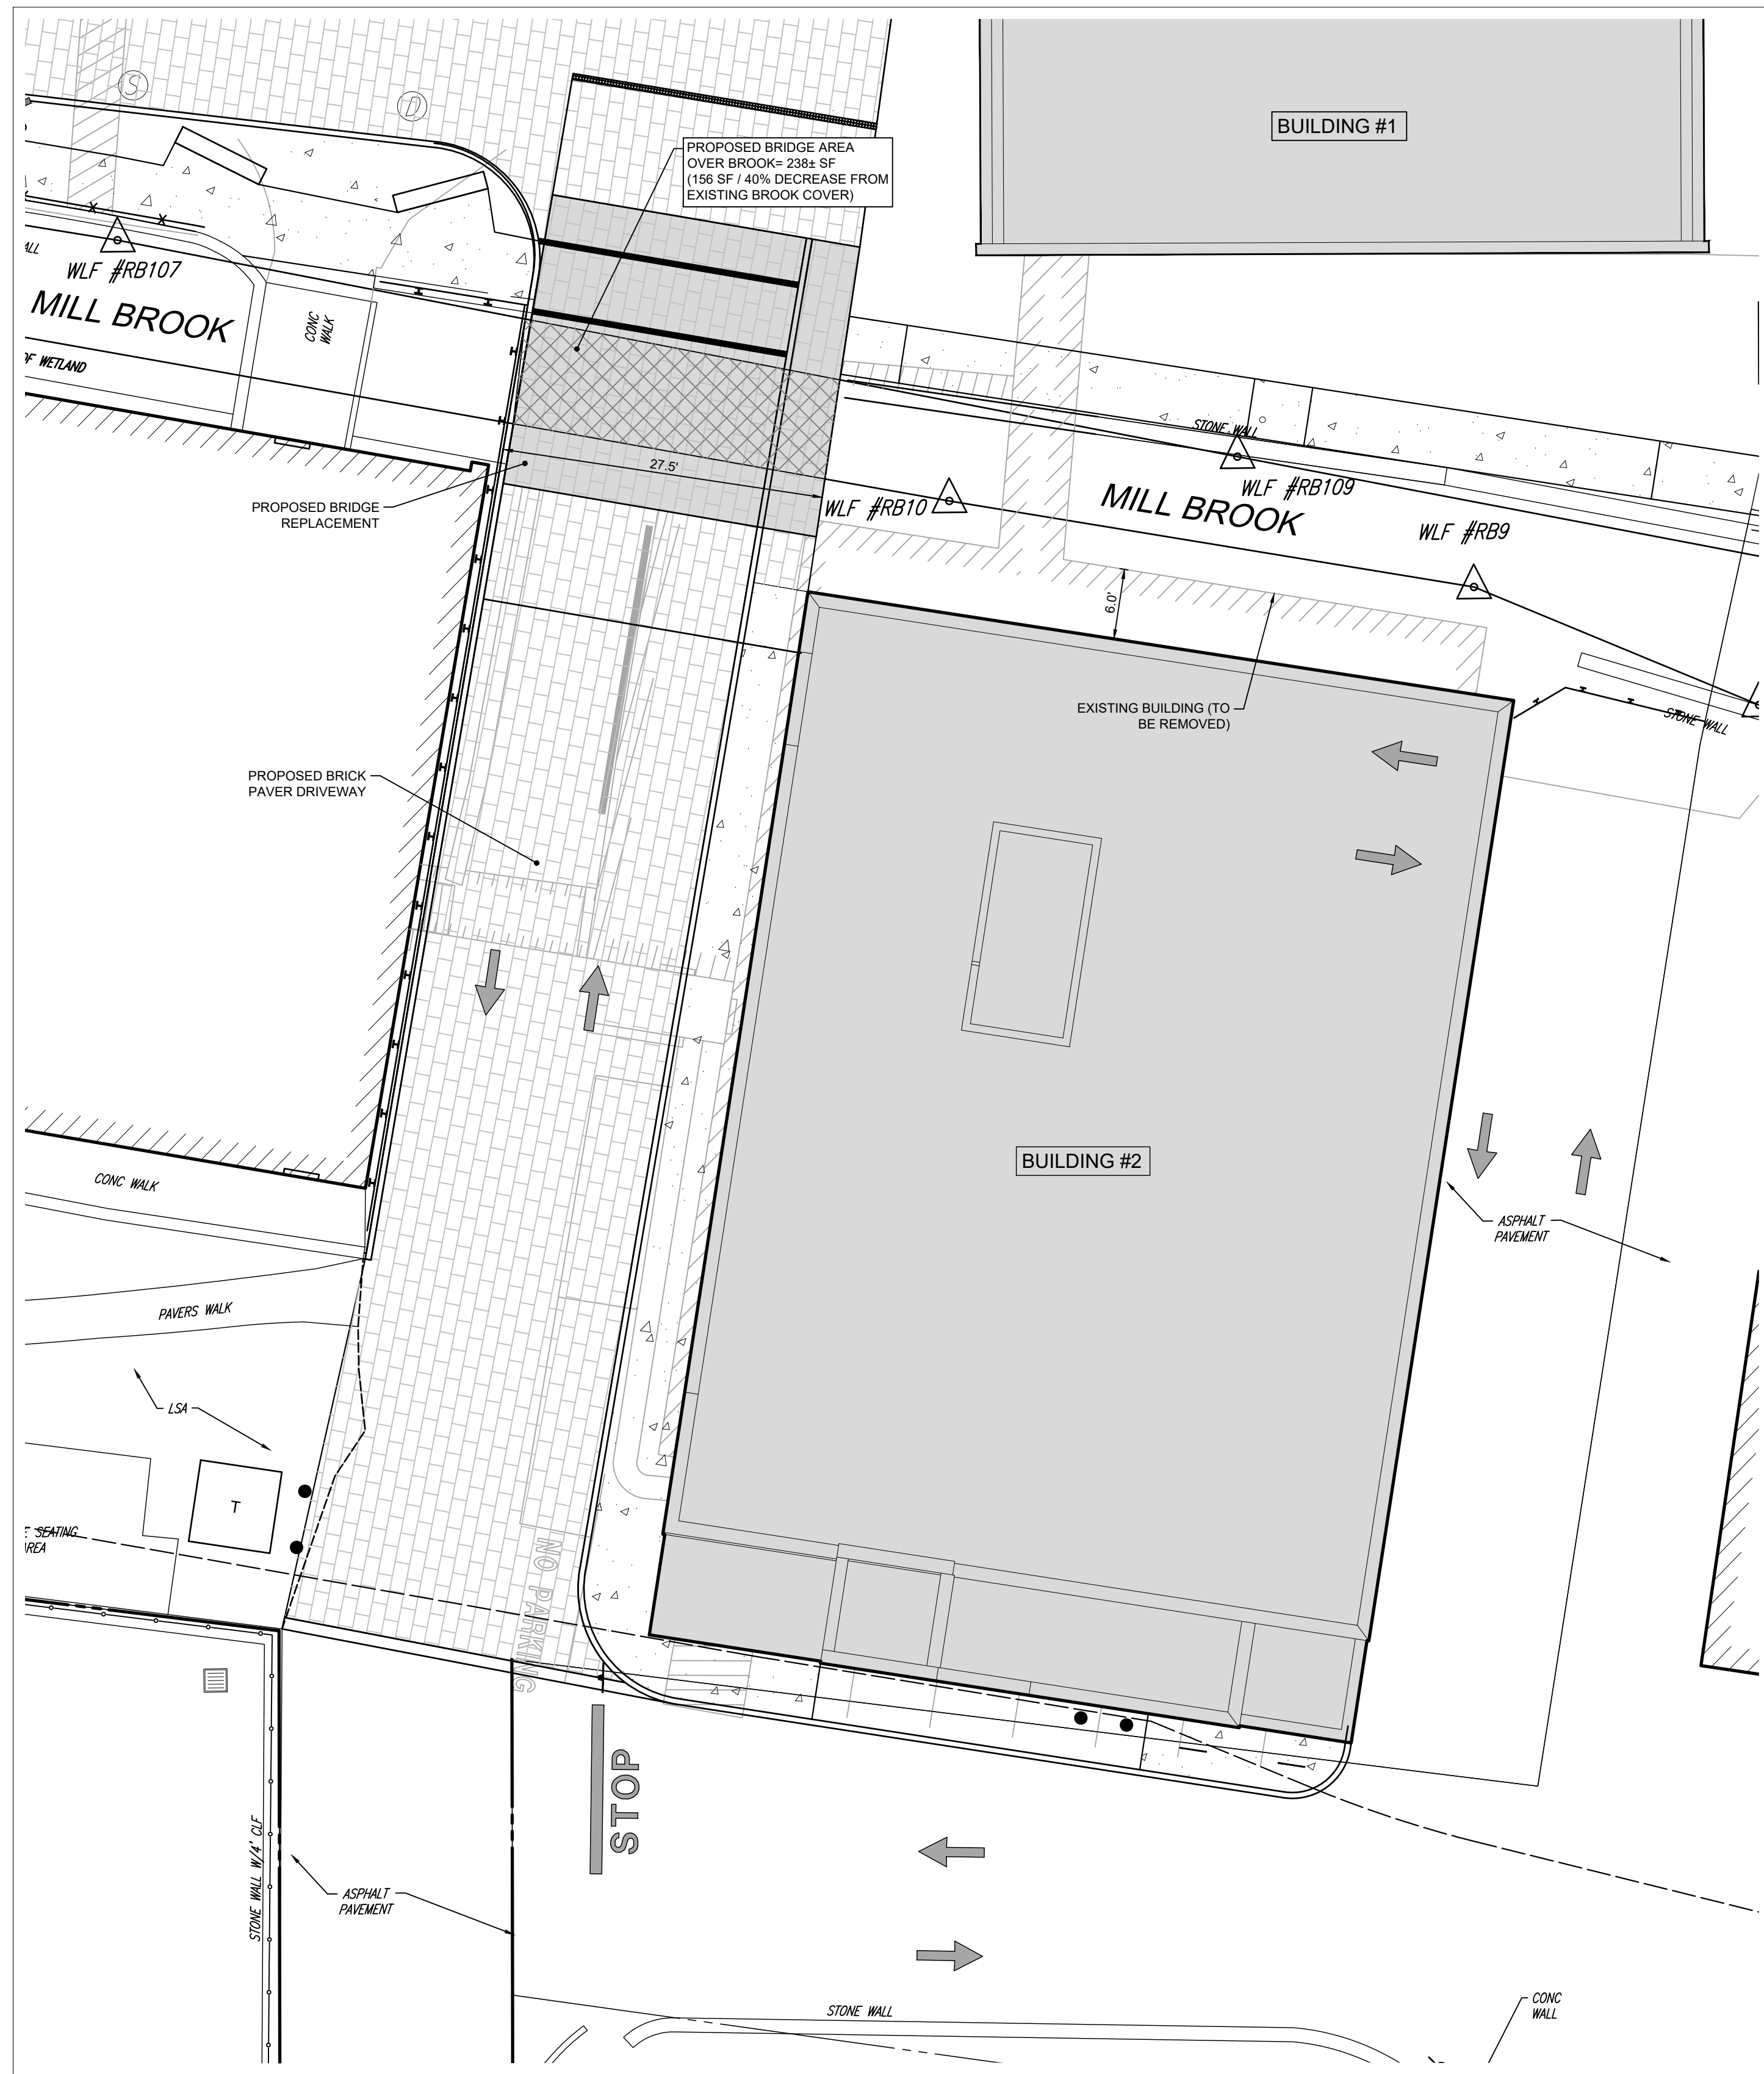 BUILDING #1
S
D
PROPOSED BRIDGE AREA
OVER BROOK= 238± SF
(156 SF / 40% DECREASE FROM
EXISTING BROOK COVER)
WLF #RB107
MILL BROOK
CONC
WALK
OF WETLAND
STONE WALL
27.5'
PROPOSED BRIDGE
REPLACEMENT
WLF #RB10
MILL BROOK
WLF #RB109
WLF #RB9
6.0'
EXISTING BUILDING (TO
BE REMOVED)
STONE WALL
PROPOSED BRICK
PAVER DRIVEWAY
BUILDING #2
CONC WALK
ASPHALT
PAVEMENT
PAVERS WALK
LSA
T
E SEATING
AREA
NO PARKING
STOP
STONE WALL W/4' CLF
ASPHALT
PAVEMENT
STONE WALL
CONC
WALL